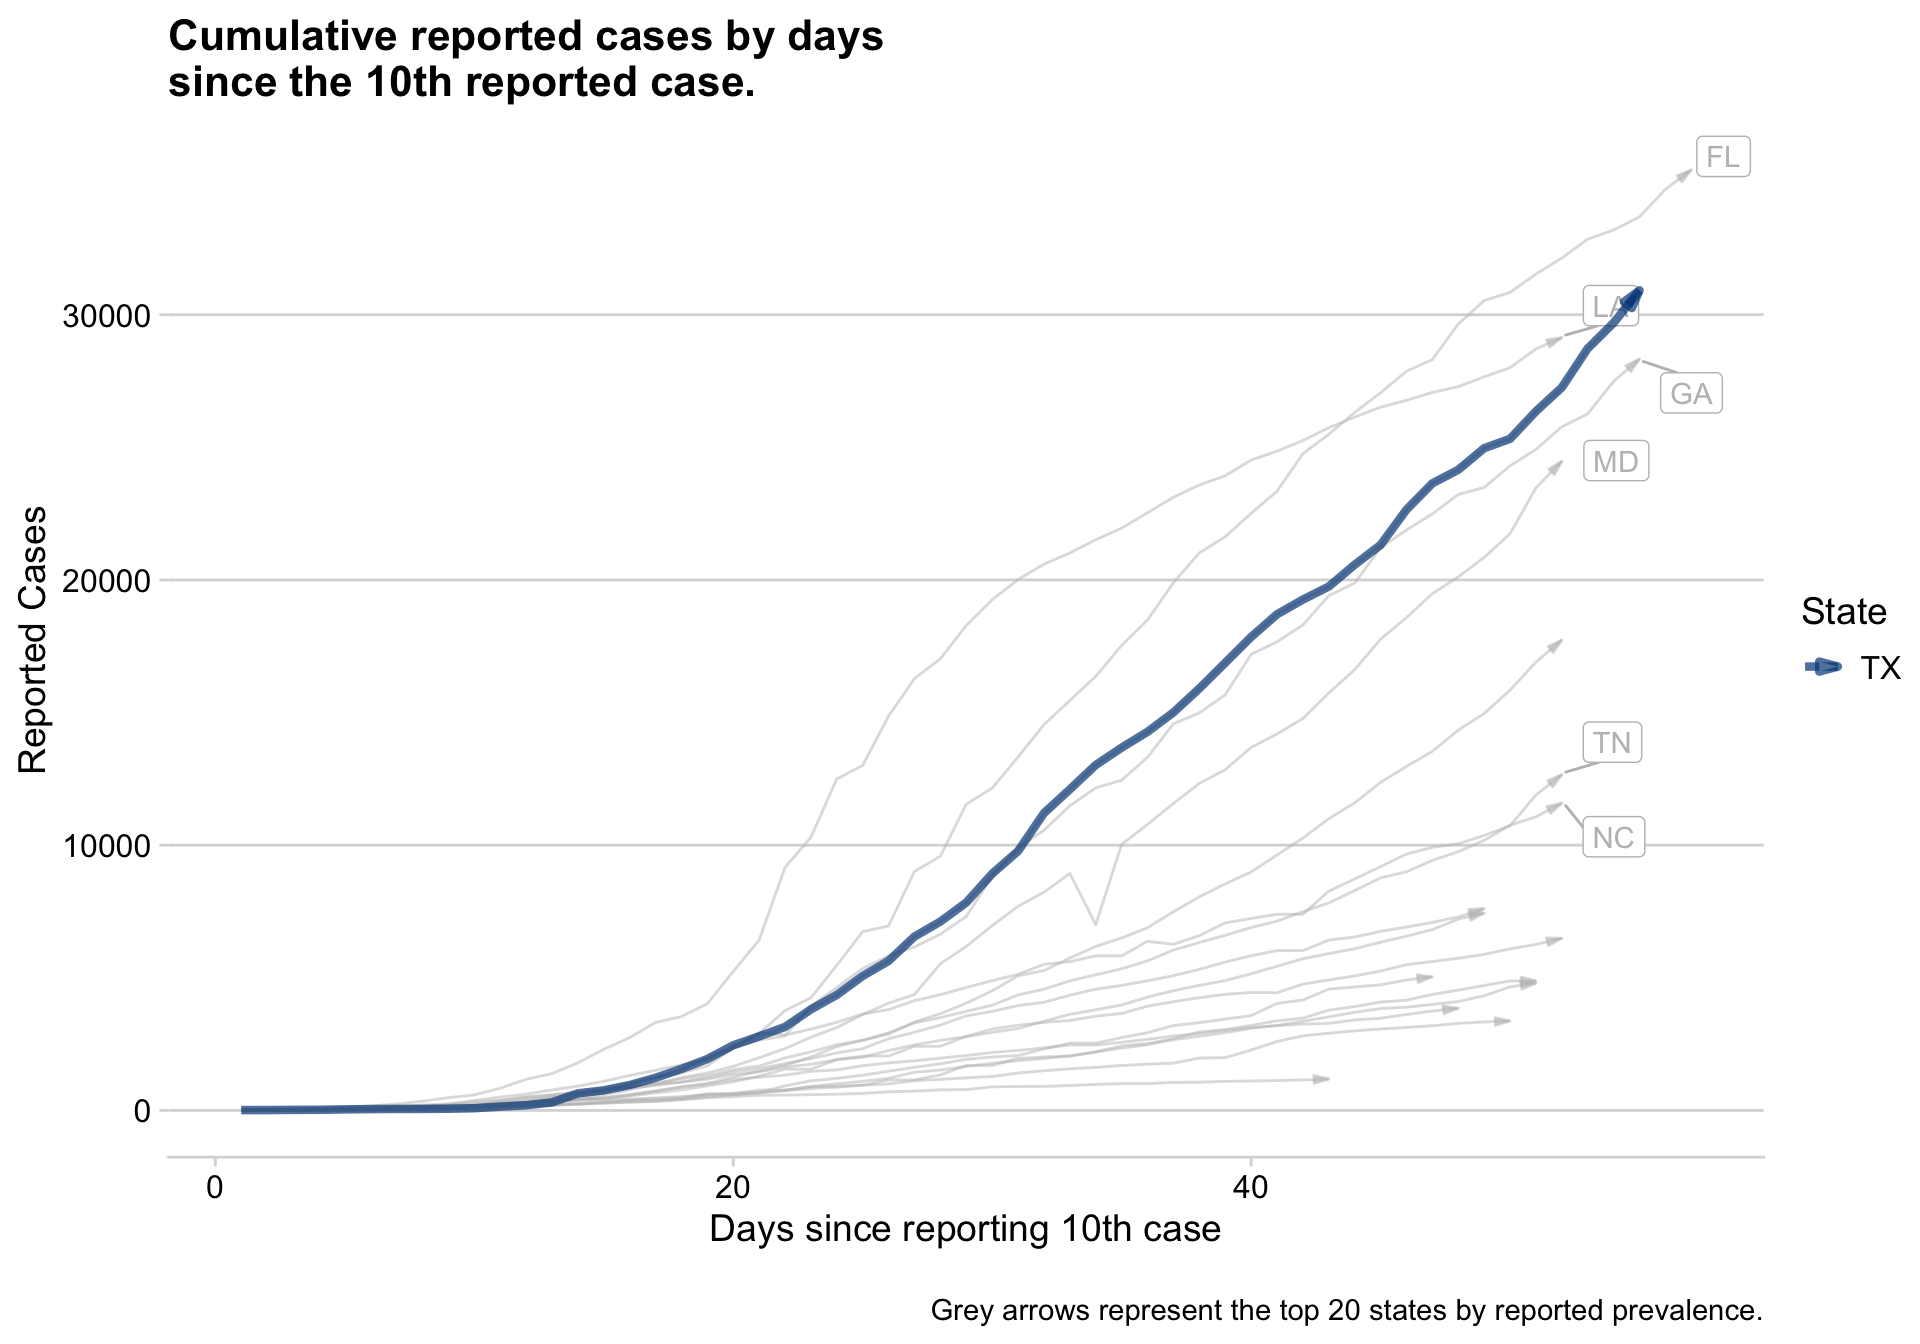 Cumulative reported cases by days
since the 10th reported case.
FL
30000
LA
GA
MD
20000
Reported Cases
State
TX
TN
NC
10000
0
0 20 40
Days since reporting 10th case
Grey arrows represent the top 20 states by reported prevalence.